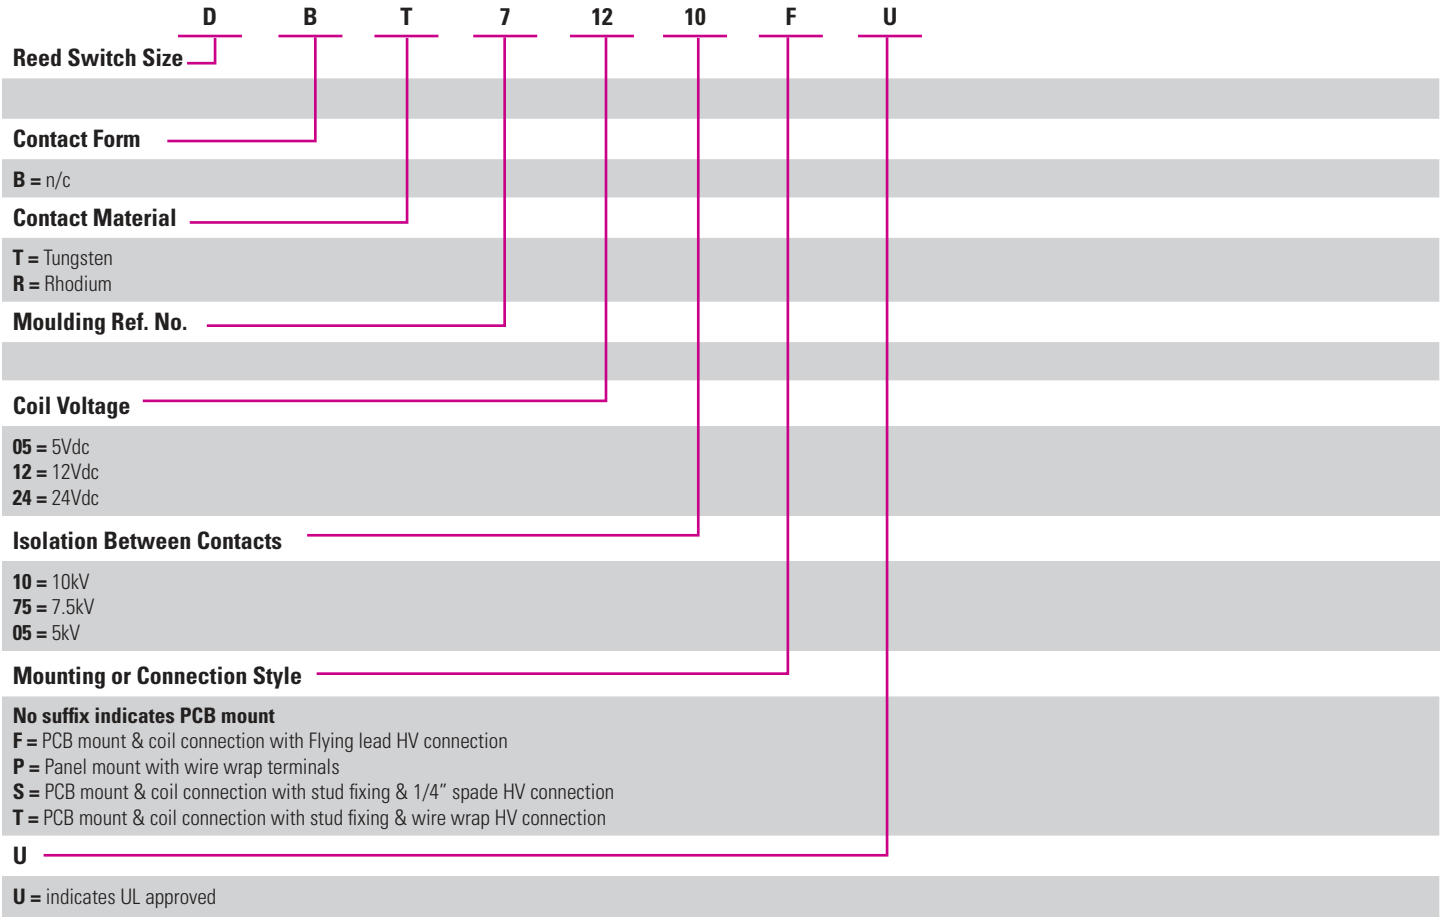 D B T 7 12 10 F U
Reed Switch Size
Contact Form
B = n/c
Contact Material
T = Tungsten
R = Rhodium
Moulding Ref. No.
Coil Voltage
05 = 5Vdc
12 = 12Vdc
24 = 24Vdc
Isolation Between Contacts
10 = 10kV
75 = 7.5kV
05 = 5kV
Mounting or Connection Style
No suffix indicates PCB mount
F = PCB mount & coil connection with Flying lead HV connection
P = Panel mount with wire wrap terminals
S = PCB mount & coil connection with stud fixing & 1/4” spade HV connection
T = PCB mount & coil connection with stud fixing & wire wrap HV connection
U
U = indicates UL approved